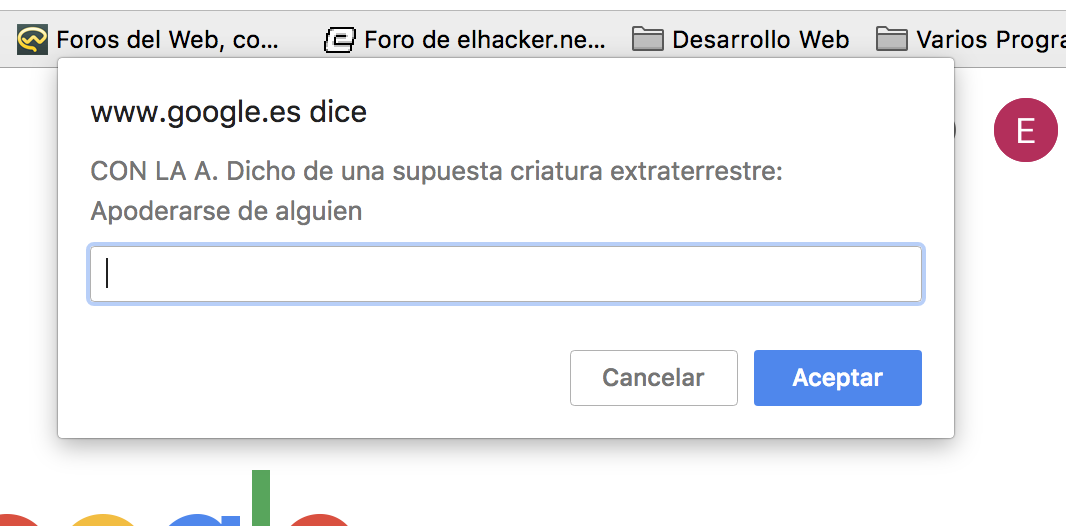 Foros del Web, co... Foro de elhacker.ne... Desarrollo Web Varios Progra
www.google.es dice
E
CON LA A. Dicho de una supuesta criatura extraterrestre:
Apoderarse de alguien
Cancelar Aceptar